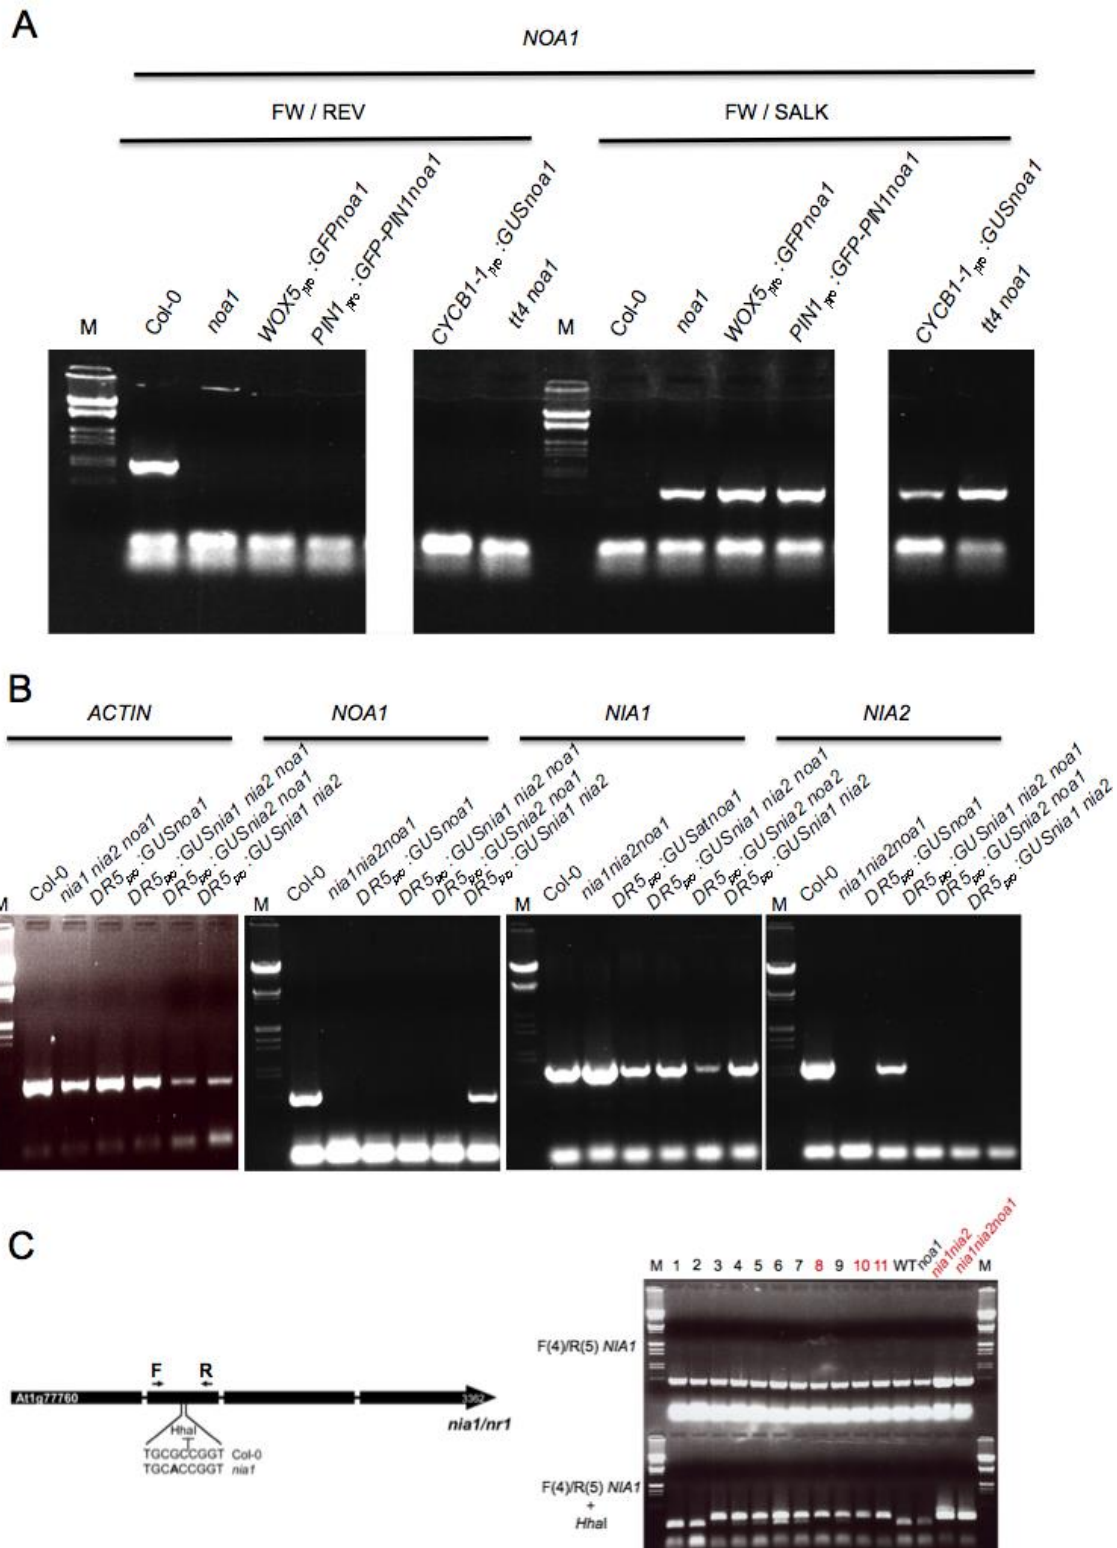 A
NOA1
FW / REV
FW / SALK
M
Col-0
noa1
WOX5pro:GFPnoa1
PIN1pro:GFP-PIN1noa1
CYCB1-1pro:GUSnoa1
tt4 noa1
M
Col-0
noa1
WOX5pro:GFPnoa1
PIN1pro:GFP-PIN1noa1
CYCB1-1pro:GUSnoa1
tt4 noa1
B
ACTIN
NOA1
NIA1
NIA2
M
Col-0
nia1 nia2 noa1
DR5pro:GUSnoa1
DR5pro:GUSnia1 nia2 noa1
DR5pro:GUSnia2 noa1
DR5pro:GUSnia1 nia2
M
Col-0
nia1nia2noa1
DR5pro:GUSnoa1
DR5pro:GUSnia1 nia2 noa1
DR5pro:GUSnia2 noa1
DR5pro:GUSnia1 nia2
M
Col-0
nia1nia2noa1
DR5pro:GUSatnoa1
DR5pro:GUSnia1 nia2 noa1
DR5pro:GUSnia2 noa2
DR5pro:GUSnia1 nia2
M
Col-0
nia1nia2noa1
DR5pro:GUSnoa1
DR5pro:GUSnia1 nia2 noa1
DR5pro:GUSnia2 noa1
DR5pro:GUSnia1 nia2
C
F R
At1g77760 3362
nia1/nr1
HhaI
TGCGCCGGT Col-0
TGCACCGGT nia1
M 1 2 3 4 5 6 7 8 9 10 11 WT noa1 nia1nia2 nia1nia2noa1 M
F(4)/R(5) NIA1
F(4)/R(5) NIA1
+
HhaI